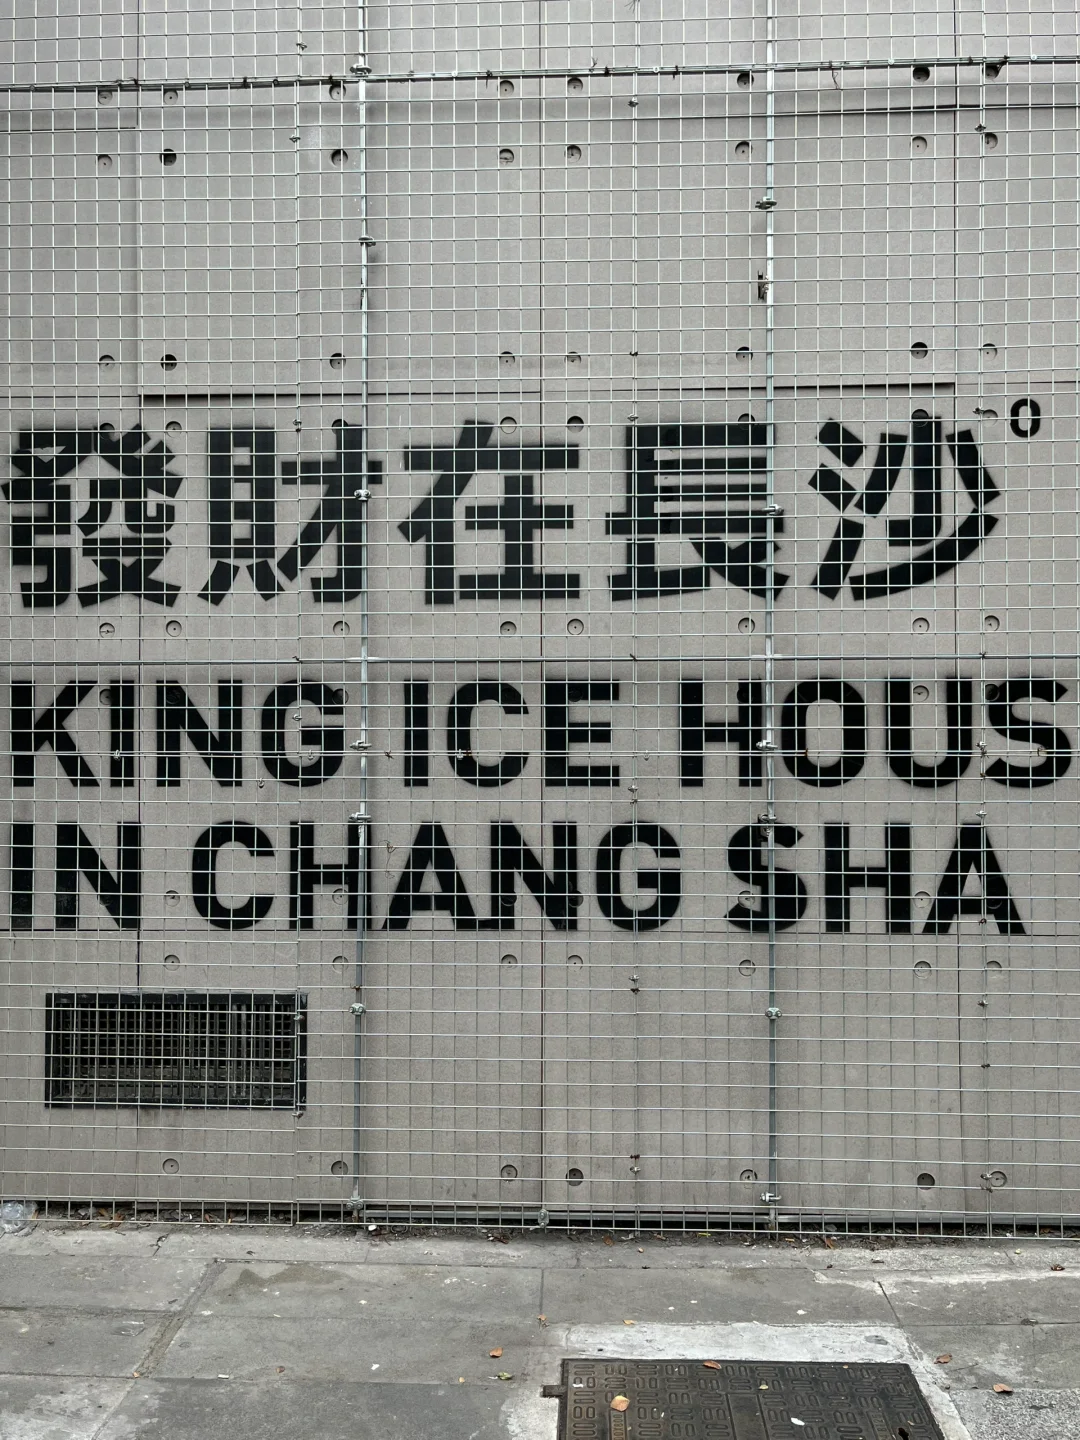 發財在長沙°
KING ICE HOUS
IN CHANG SHA